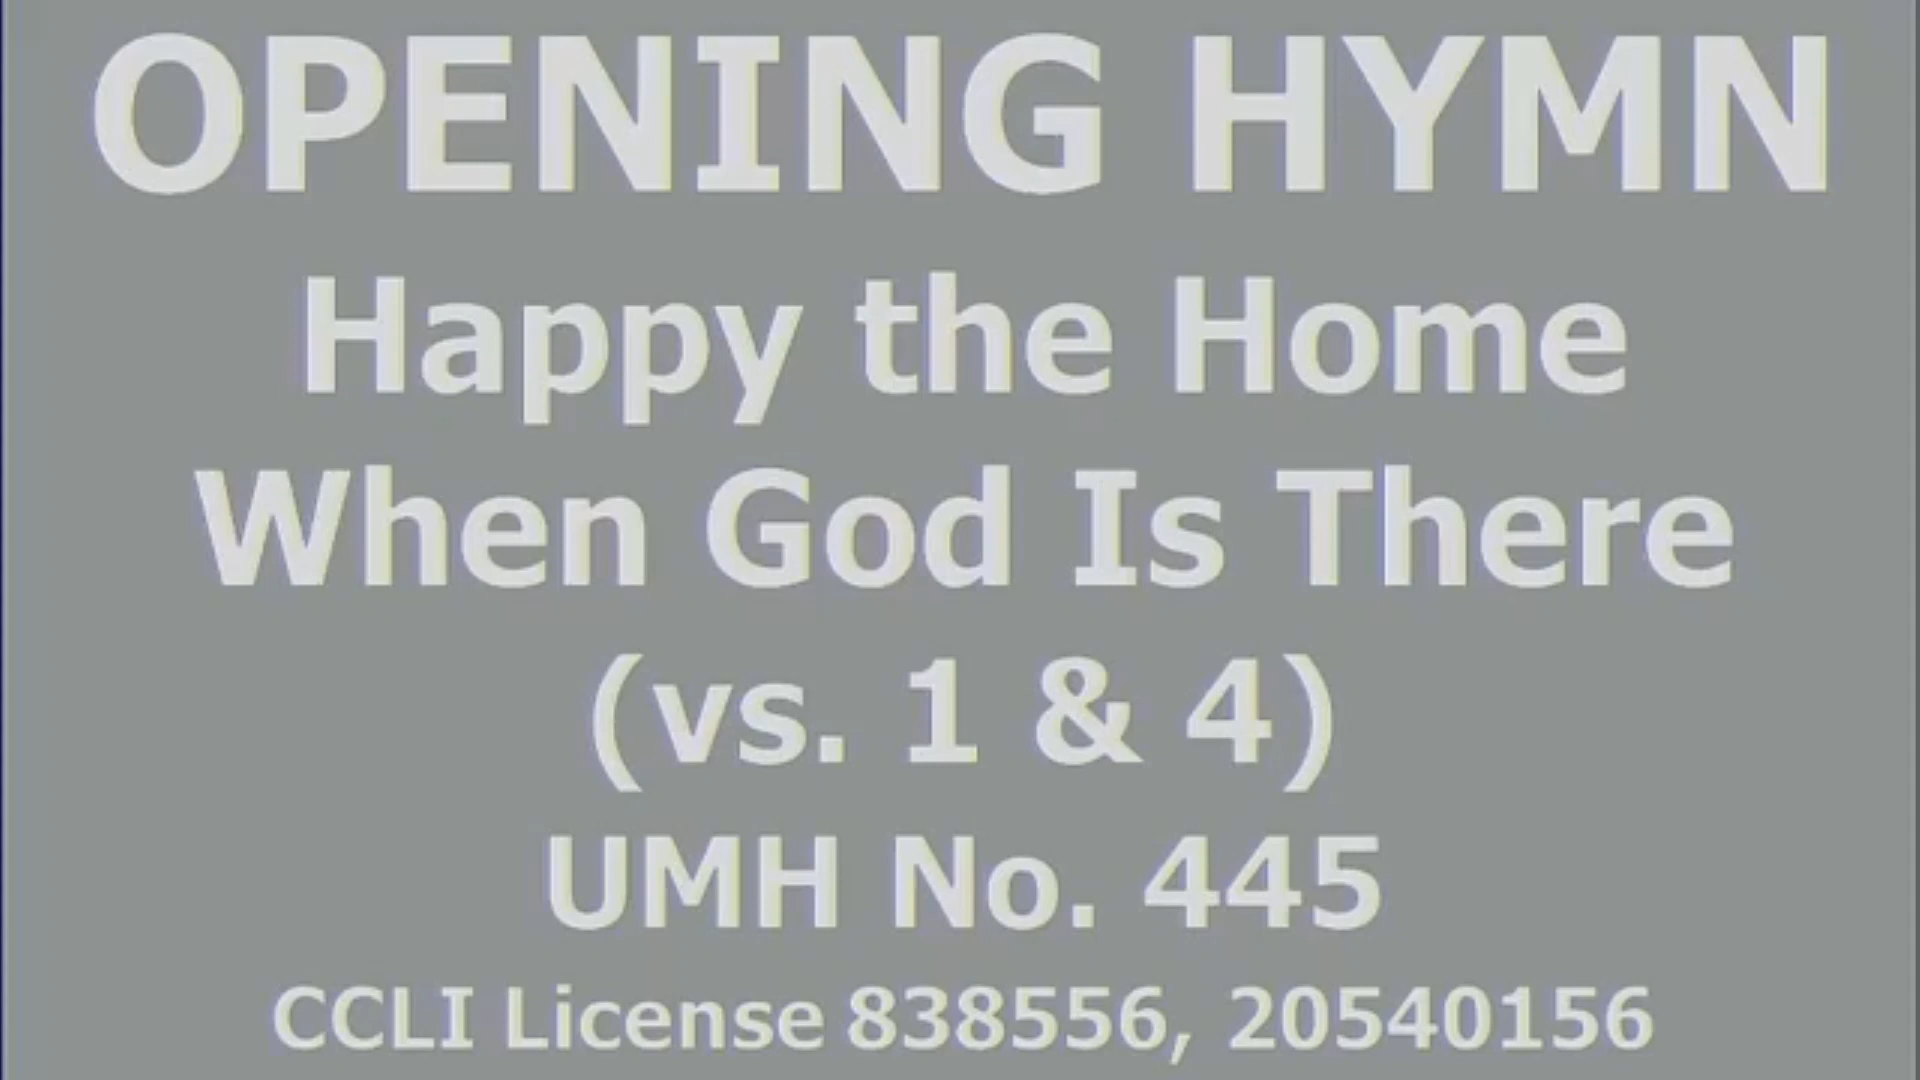 OPENING HYMN
Happy the Home
When God Is There
(vs. 1 & 4)
UMH No. 445
CCLI License 838556, 20540156